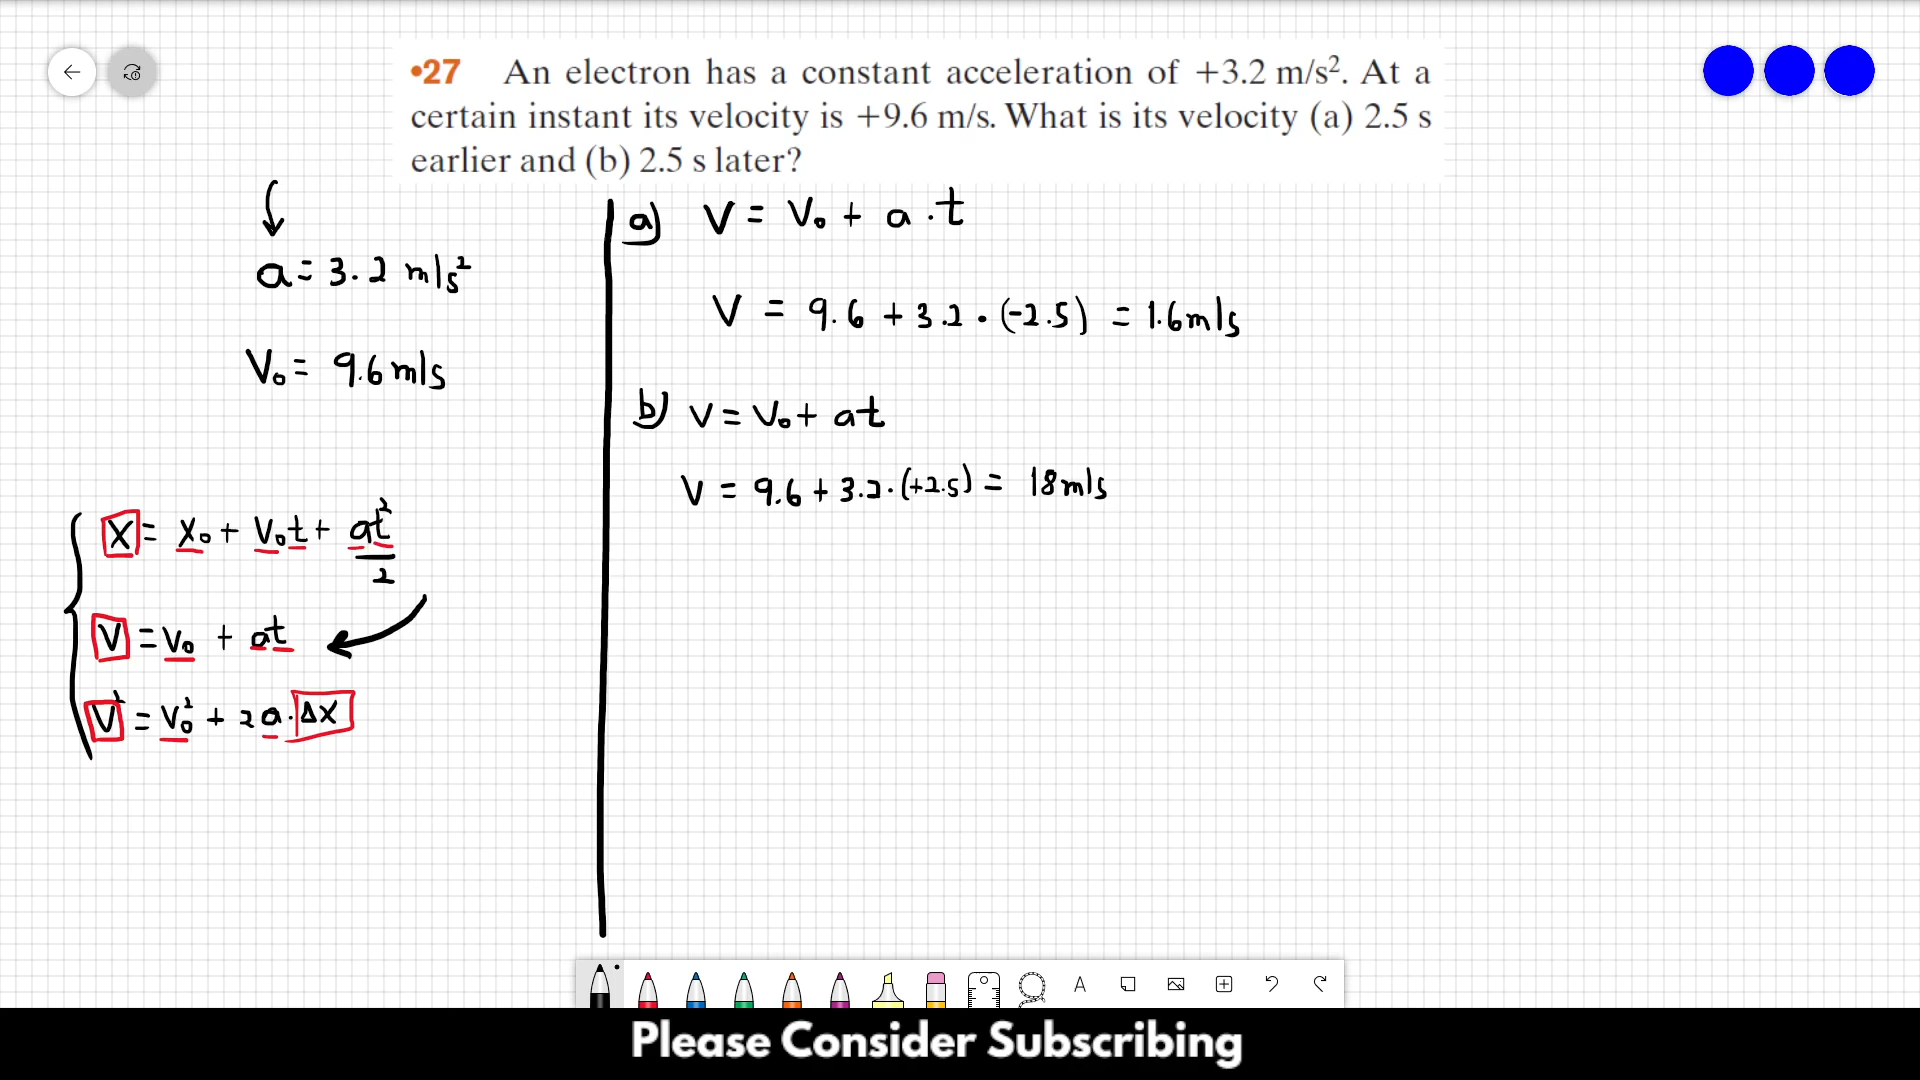 •27 An electron has a constant acceleration of +3.2 m/s². At a
certain instant its velocity is +9.6 m/s. What is its velocity (a) 2.5 s
earlier and (b) 2.5 s later?
a = 3.2 m/s²
V₀ = 9.6 m/s
X = X₀ + V₀t + at²/2
V = V₀ + at
V² = V₀² + 2a·ΔX
a) V = V₀ + a·t
V = 9.6 + 3.2·(-2.5) = 1.6 m/s
b) V = V₀ + at
V = 9.6 + 3.2·(+2.5) = 18 m/s
A
Please Consider Subscribing